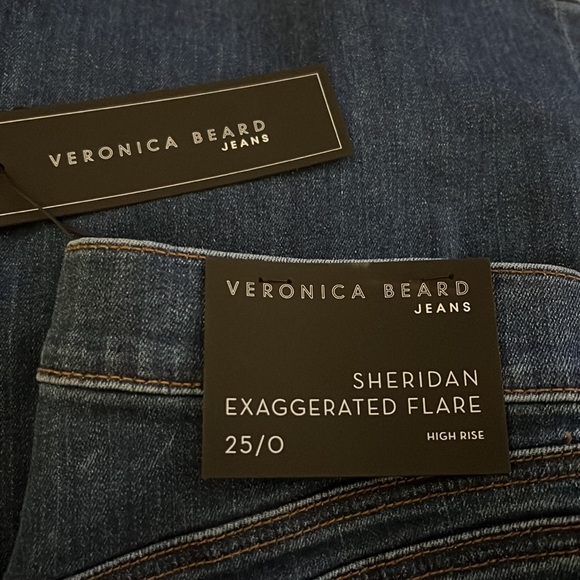 VERONICA BEARD
JEANS
VERONICA BEARD
JEANS
SHERIDAN
EXAGGERATED FLARE
25/0
HIGH RISE